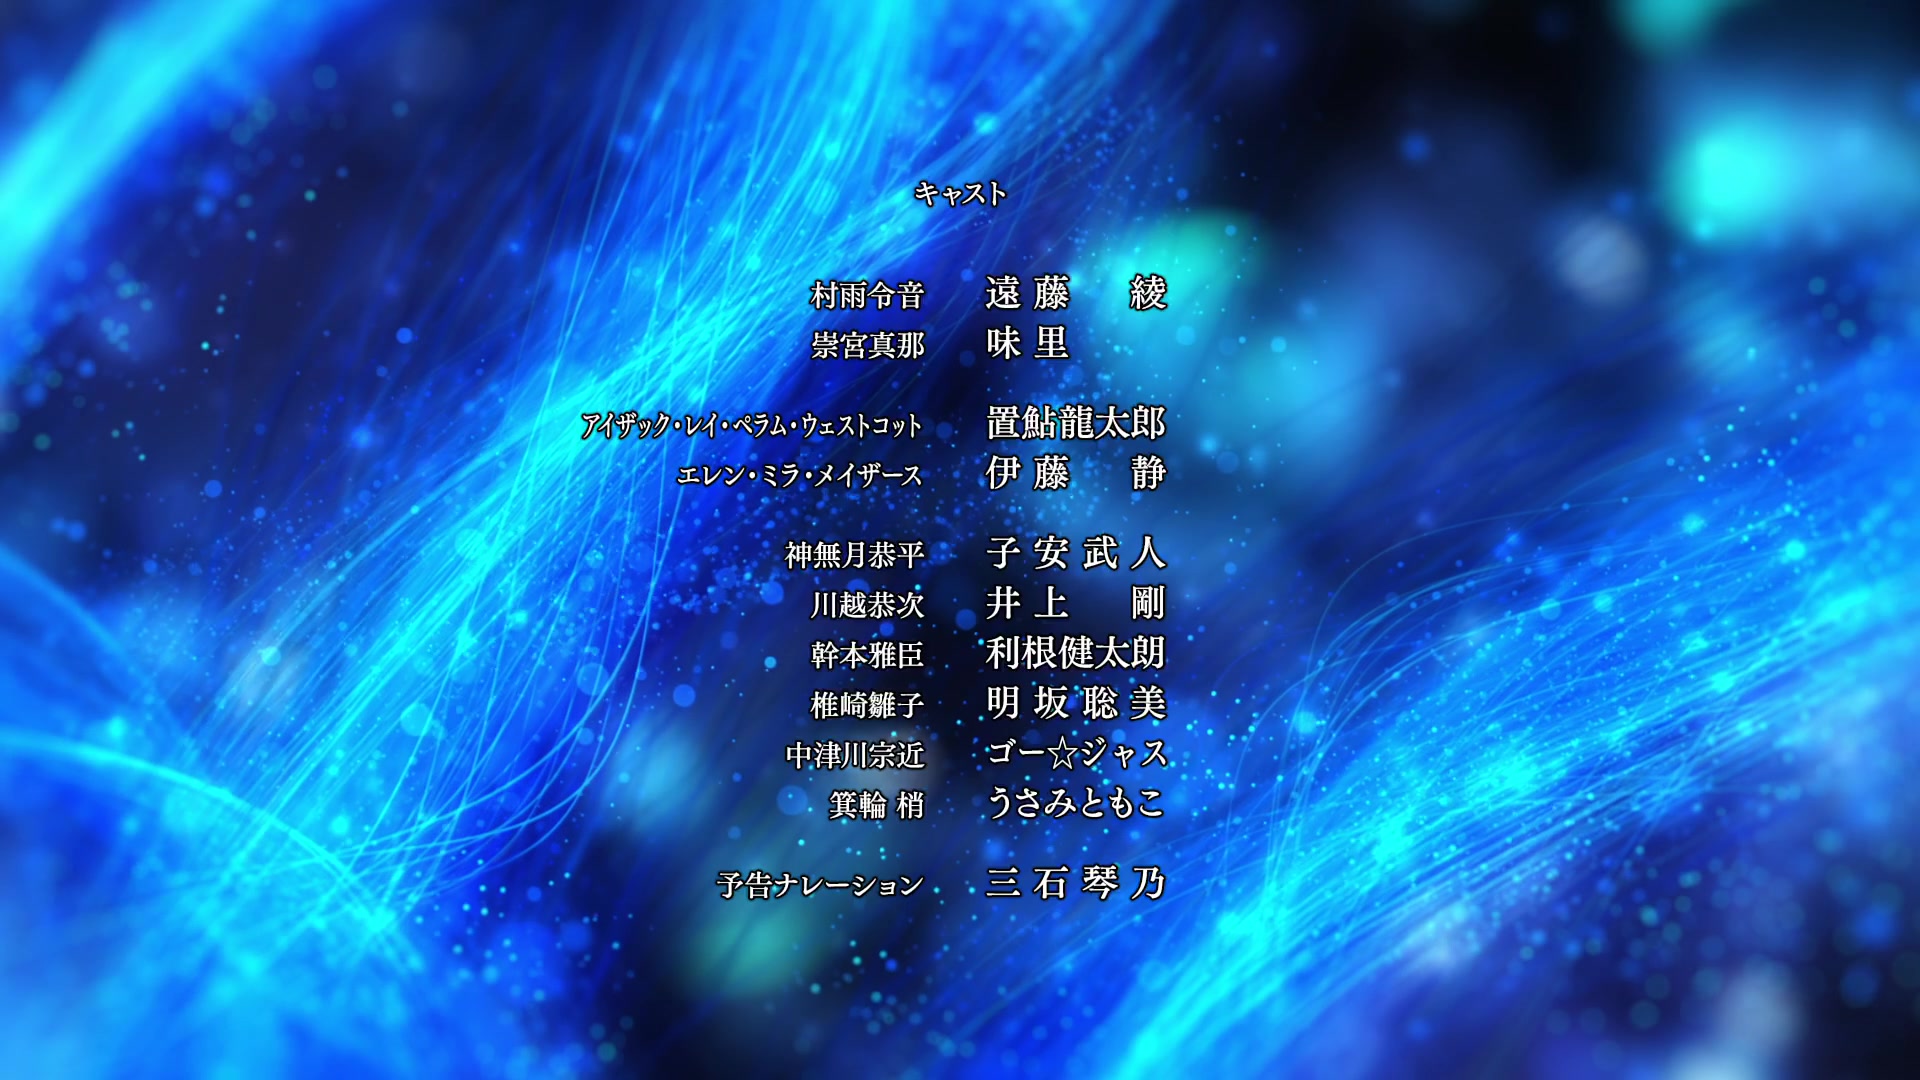 キャスト
村雨令音 遠藤 綾
崇宮真那 味里
アイザック・レイ・ペラム・ウェストコット 置鮎龍太郎
エレン・ミラ・メイザース 伊藤 静
神無月恭平 子安武人
川越恭次 井上 剛
幹本雅臣 利根健太朗
椎崎雛子 明坂聡美
中津川宗近 ゴー☆ジャス
箕輪 梢 うさみともこ
予告ナレーション 三石琴乃